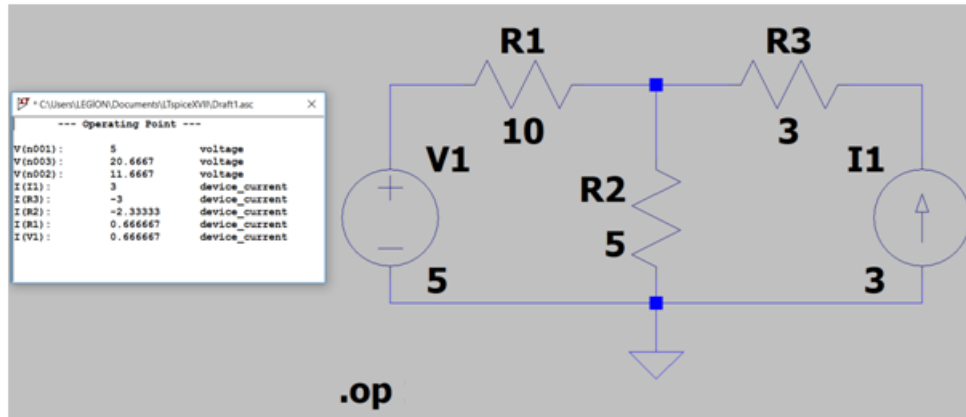 * C:\Users\LEGION\Documents\LTspiceXVII\Draft1.asc
--- Operating Point ---
V(n001): 5 voltage
V(n003): 20.6667 voltage
V(n002): 11.6667 voltage
I(I1): 3 device_current
I(R3): -3 device_current
I(R2): -2.33333 device_current
I(R1): 0.666667 device_current
I(V1): 0.666667 device_current
R1
10
R3
3
V1
5
R2
5
I1
3
.op